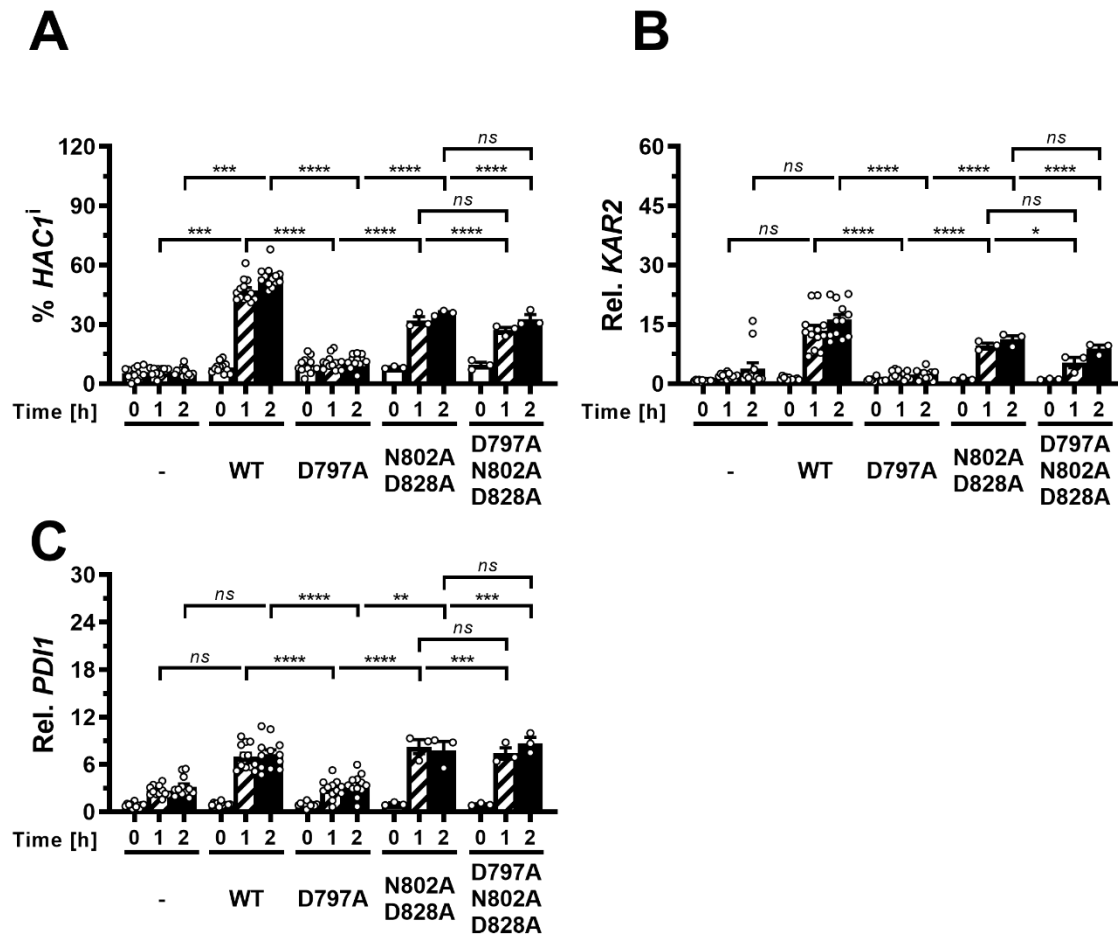 A
120
90
60
30
0
% HAC1ⁱ
ns
*** **** **** ****
ns
*** **** **** ****
Time [h] 0 1 2 0 1 2 0 1 2 0 1 2 0 1 2
- WT D797A N802A D828A D797A N802A D828A
B
60
45
30
15
0
Rel. KAR2
ns
ns **** **** ****
ns
ns **** **** *
Time [h] 0 1 2 0 1 2 0 1 2 0 1 2 0 1 2
- WT D797A N802A D828A D797A N802A D828A
C
30
24
18
12
6
0
Rel. PDI1
ns
ns **** ** ***
ns
ns **** **** ***
Time [h] 0 1 2 0 1 2 0 1 2 0 1 2 0 1 2
- WT D797A N802A D828A D797A N802A D828A